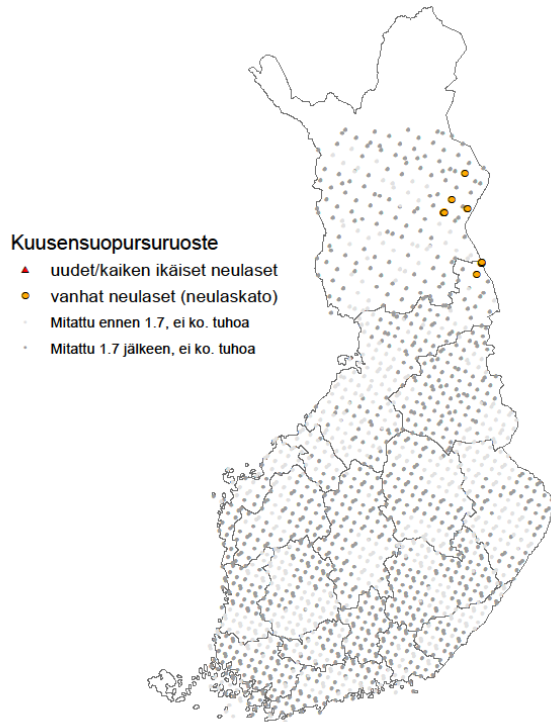 Kuusensuopursuruoste
uudet/kaiken ikäiset neulaset
vanhat neulaset (neulaskato)
Mitattu ennen 1.7, ei ko. tuhoa
Mitattu 1.7 jälkeen, ei ko. tuhoa